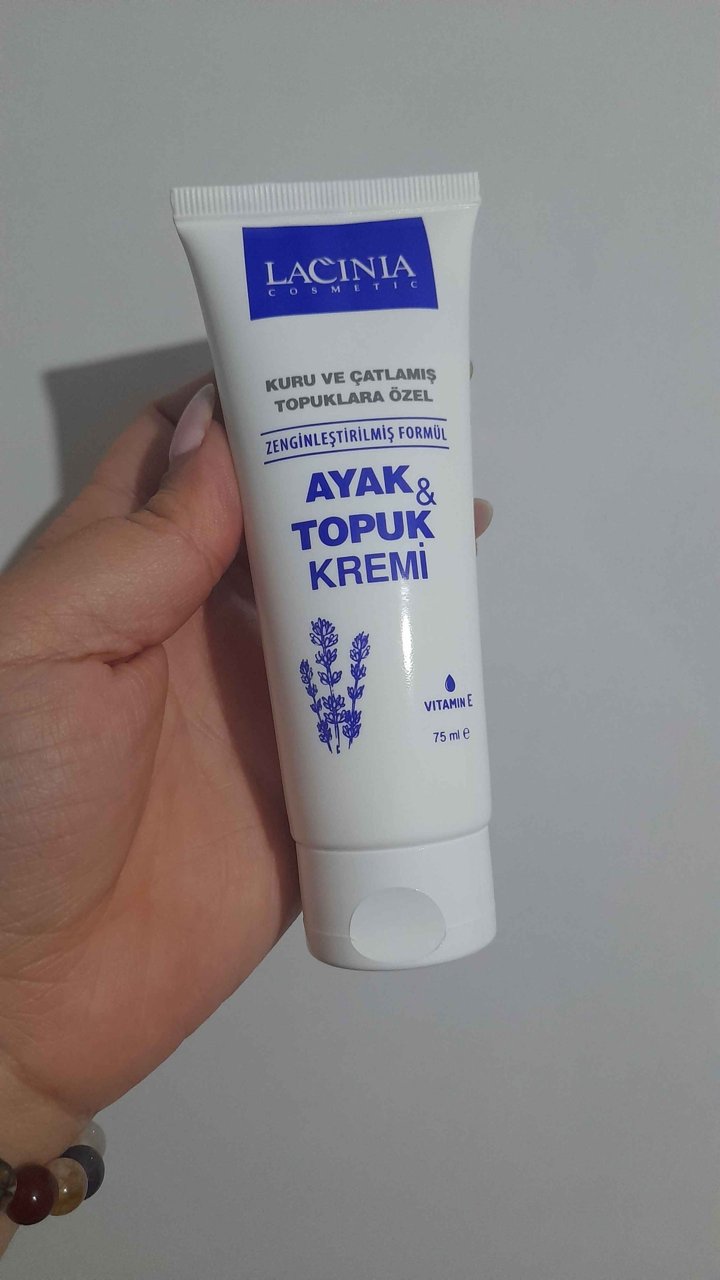 LACINIA
COSMETIC
KURU VE ÇATLAMIŞ
TOPUKLARA ÖZEL
ZENGİNLEŞTİRİLMİŞ FORMÜL
AYAK &
TOPUK
KREMİ
VITAMIN E
75 ml ℮